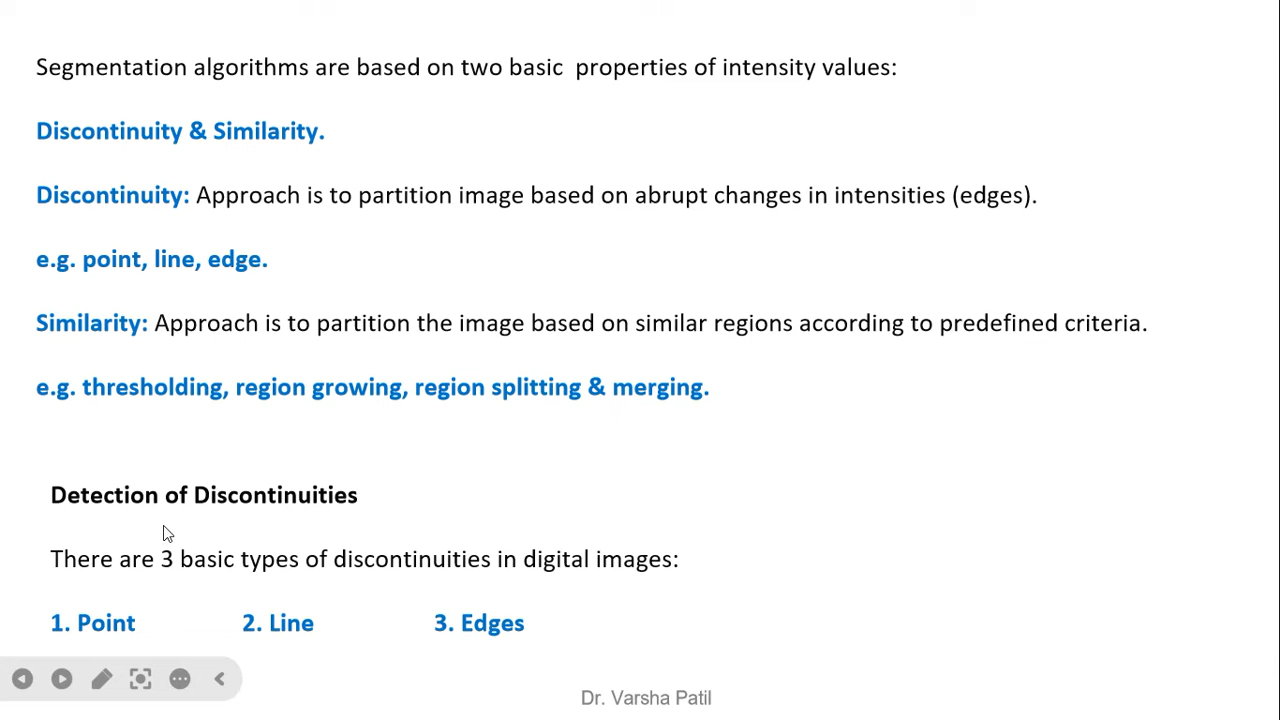 Segmentation algorithms are based on two basic properties of intensity values:
Discontinuity & Similarity.
Discontinuity: Approach is to partition image based on abrupt changes in intensities (edges).
e.g. point, line, edge.
Similarity: Approach is to partition the image based on similar regions according to predefined criteria.
e.g. thresholding, region growing, region splitting & merging.
Detection of Discontinuities
There are 3 basic types of discontinuities in digital images:
1. Point 2. Line 3. Edges
Dr. Varsha Patil